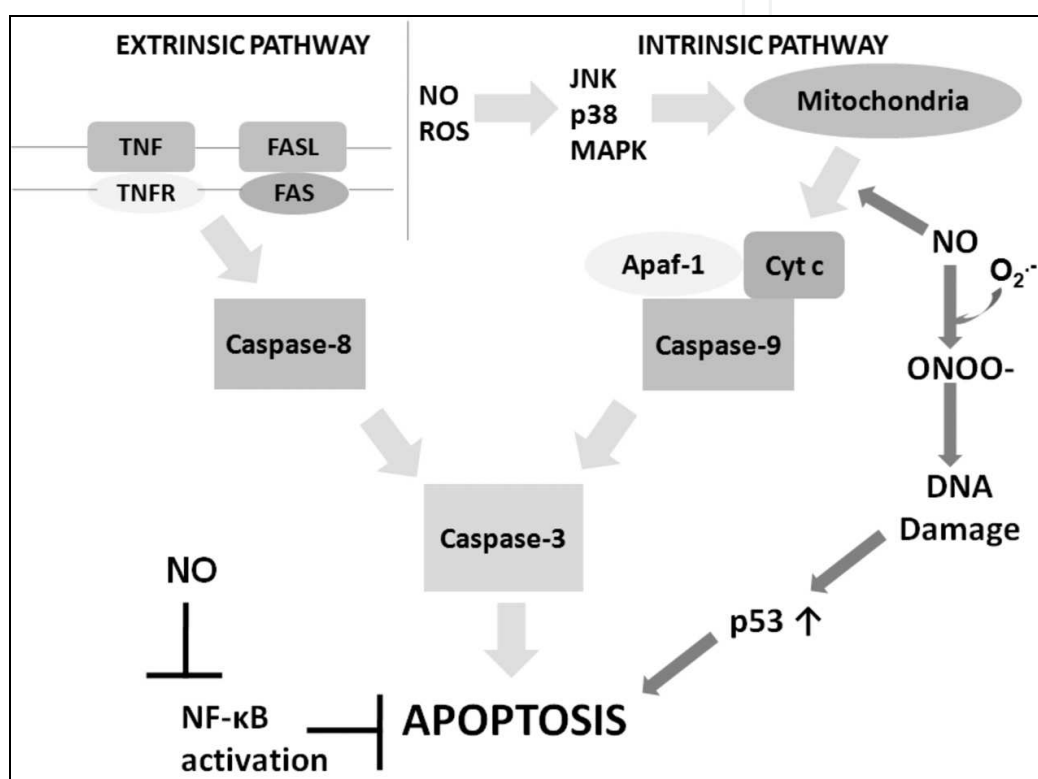 EXTRINSIC PATHWAY
INTRINSIC PATHWAY
TNF
FASL
TNFR
FAS
NO
ROS
JNK
p38
MAPK
Mitochondria
Apaf-1
Cyt c
NO
O₂·-
Caspase-8
Caspase-9
ONOO-
DNA
Damage
Caspase-3
NO
p53 ↑
NF-κB
activation
APOPTOSIS